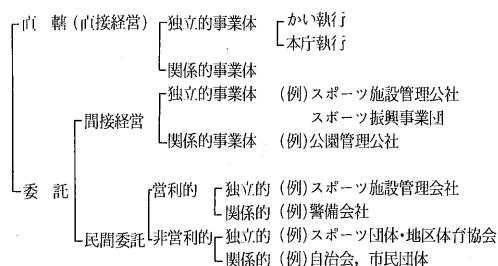 直 轄（直接経営） 独立的事業体 かい執行
本庁執行
関係的事業体
独立的事業体 （例）スポーツ施設管理公社
間接経営 スポーツ振興事業団
関係的事業体 （例）公園管理公社
委 託 営利的 独立的（例）スポーツ施設管理会社
関係的（例）警備会社
民間委託 非営利的 独立的（例）スポーツ団体・地区体育協会
関係的（例）自治会，市民団体